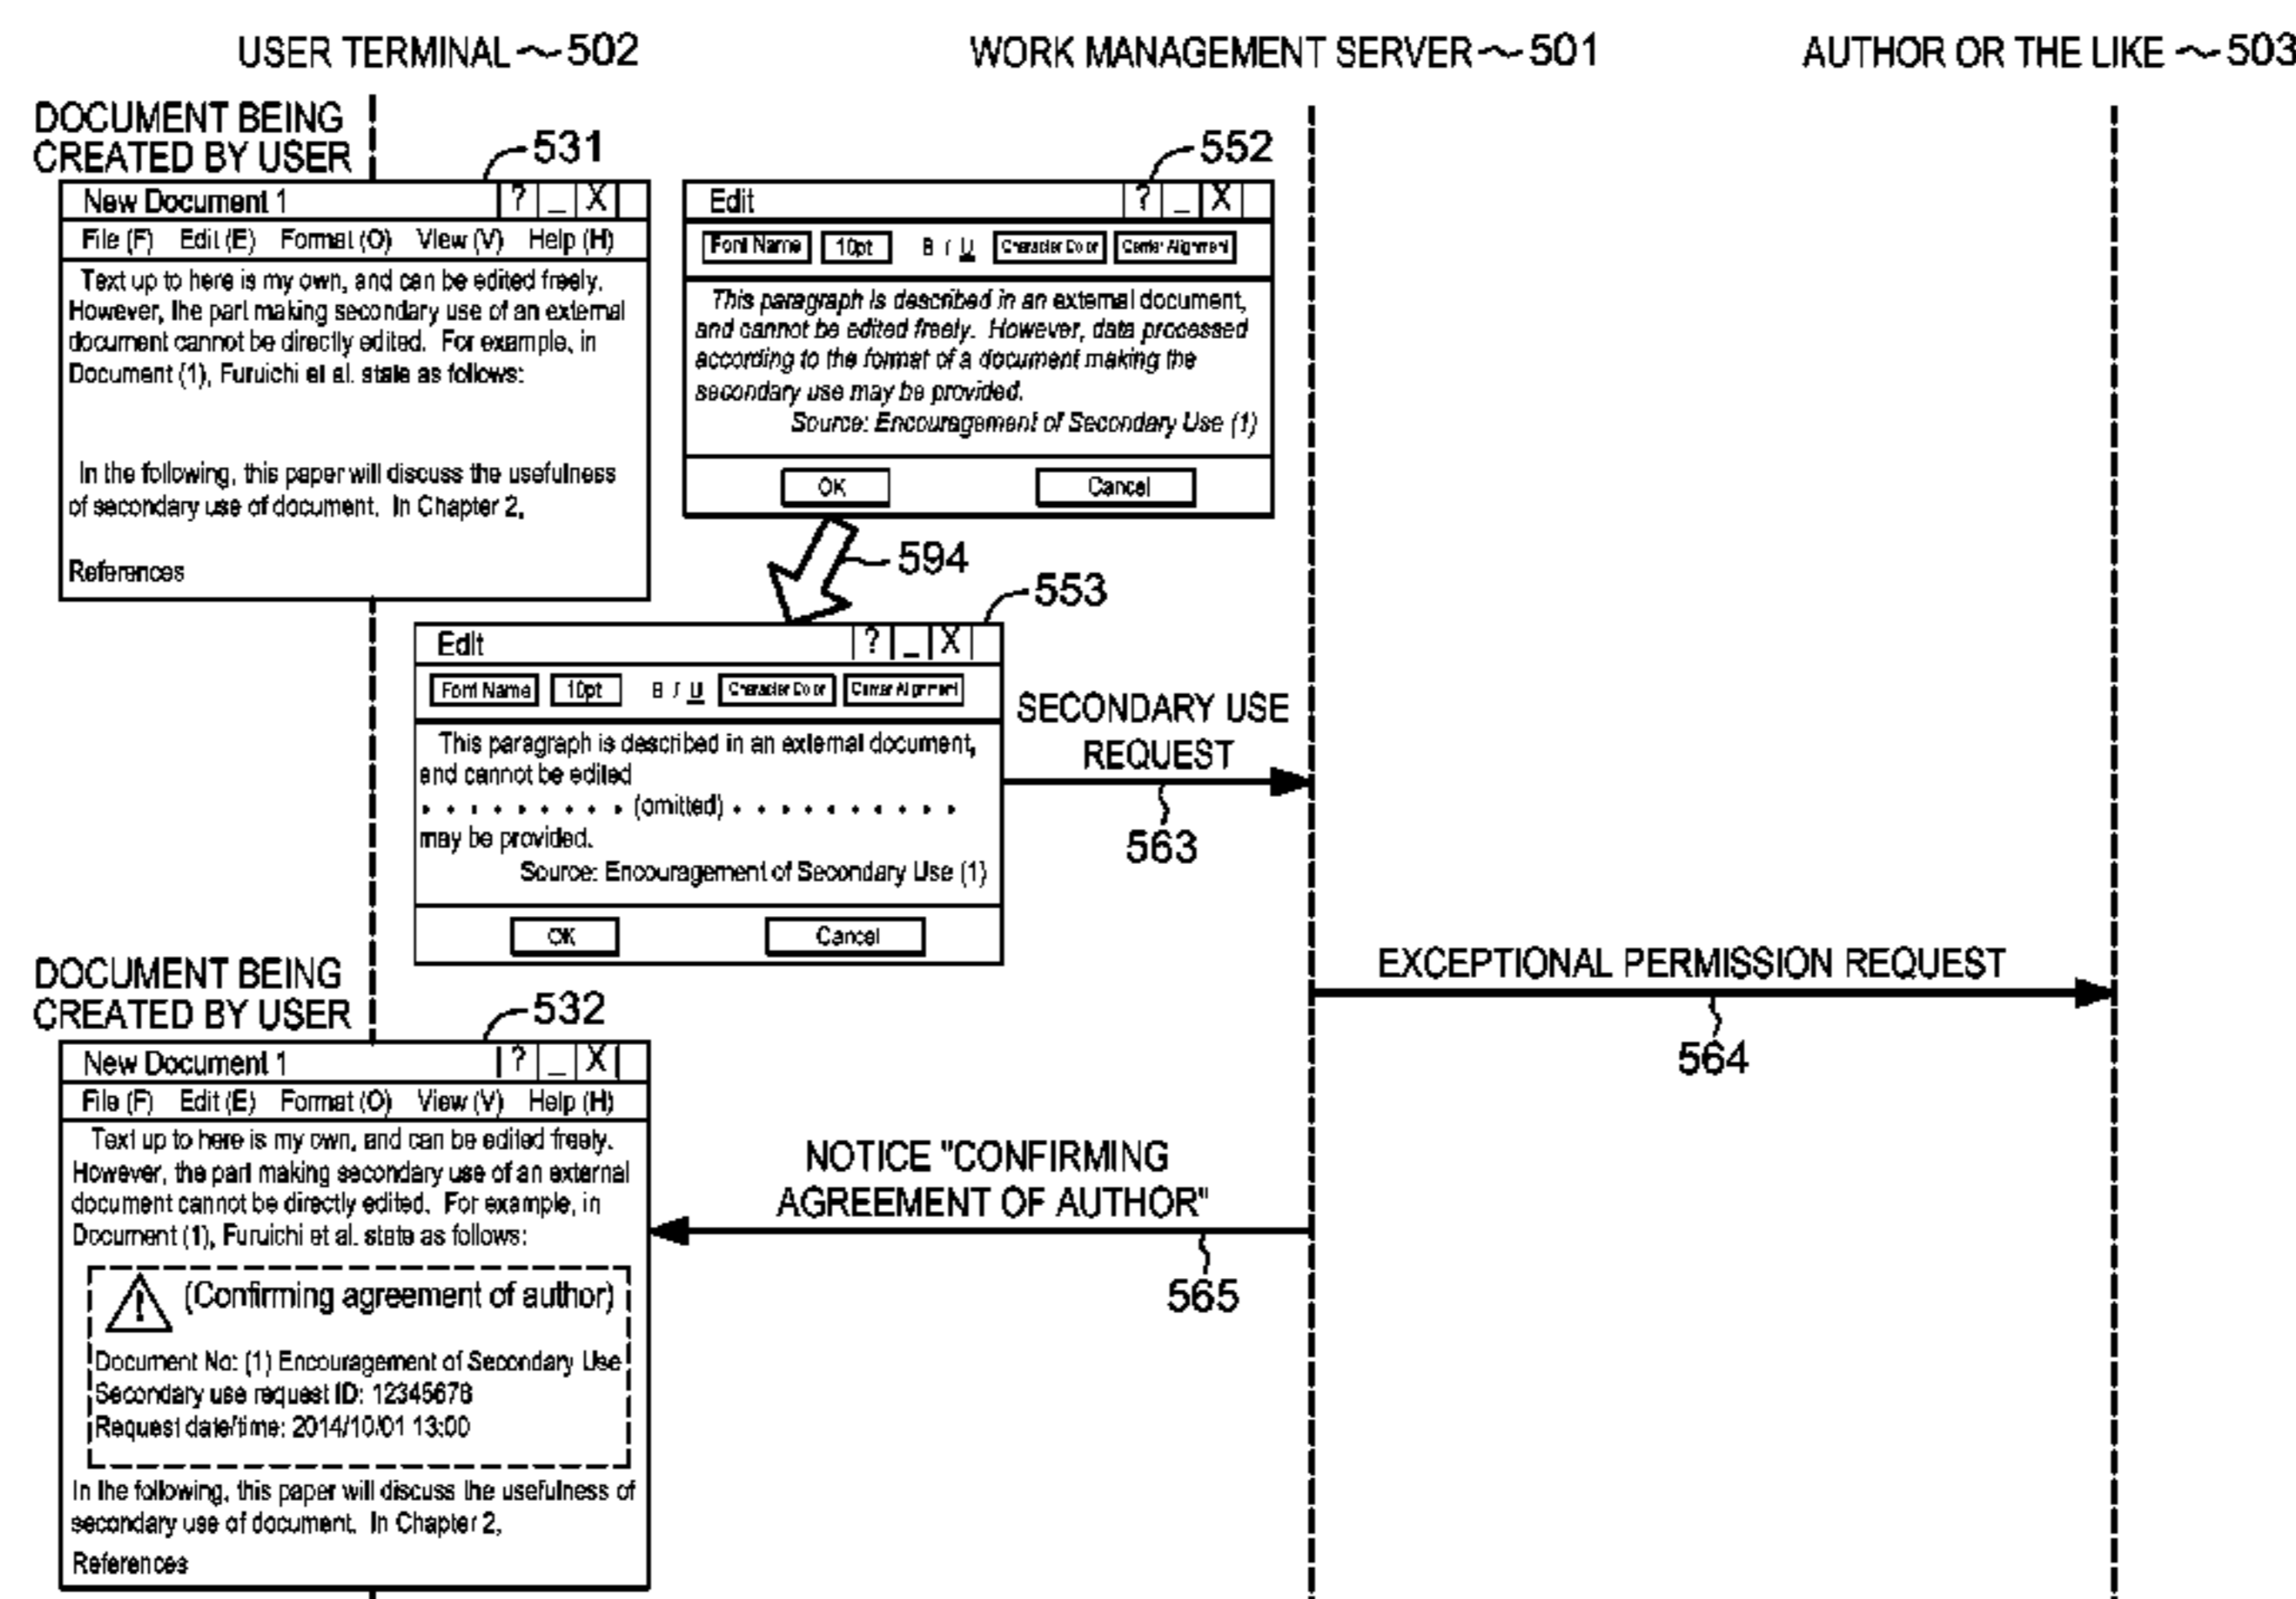 USER TERMINAL 502
WORK MANAGEMENT SERVER 501
AUTHOR OR THE LIKE 503
DOCUMENT BEING
CREATED BY USER
531
New Document 1 ? _ X
File (F) Edit (E) Format (O) View (V) Help (H)
Text up to here is my own, and can be edited freely.
However, the part making secondary use of an external
document cannot be directly edited. For example, in
Document (1), Furuichi et al. state as follows:
In the following, this paper will discuss the usefulness
of secondary use of document. In Chapter 2,
References
552
Edit ? _ X
Font Name 10pt B I U Character Color Center Alignment
This paragraph is described in an external document,
and cannot be edited freely. However, data processed
according to the format of a document making the
secondary use may be provided.
Source: Encouragement of Secondary Use (1)
OK Cancel
594
553
Edit ? _ X
Font Name 10pt B I U Character Color Center Alignment
This paragraph is described in an external document,
and cannot be edited
• • • • • • • • • (omitted) • • • • • • • • • •
may be provided.
Source: Encouragement of Secondary Use (1)
OK Cancel
SECONDARY USE
REQUEST
563
EXCEPTIONAL PERMISSION REQUEST
564
DOCUMENT BEING
CREATED BY USER
532
New Document 1 ? _ X
File (F) Edit (E) Format (O) View (V) Help (H)
Text up to here is my own, and can be edited freely.
However, the part making secondary use of an external
document cannot be directly edited. For example, in
Document (1), Furuichi et al. state as follows:
(Confirming agreement of author)
Document No: (1) Encouragement of Secondary Use
Secondary use request ID: 12345678
Request date/time: 2014/10/01 13:00
In the following, this paper will discuss the usefulness of
secondary use of document. In Chapter 2,
References
NOTICE "CONFIRMING
AGREEMENT OF AUTHOR"
565